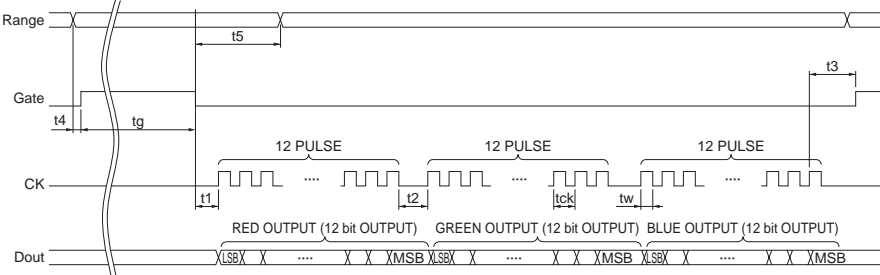 Range
t5
t3
Gate
t4
tg
12 PULSE
12 PULSE
12 PULSE
CK
t1
t2
tck
tw
RED OUTPUT (12 bit OUTPUT)
GREEN OUTPUT (12 bit OUTPUT)
BLUE OUTPUT (12 bit OUTPUT)
Dout
LSB
MSB
LSB
MSB
LSB
MSB